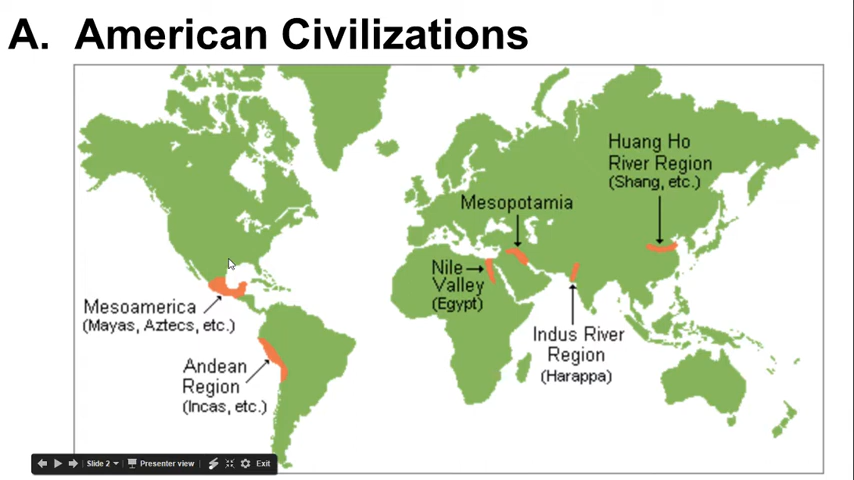 A. American Civilizations
Huang Ho
River Region
(Shang, etc.)
Mesopotamia
Nile
Valley
(Egypt)
Mesoamerica
(Mayas, Aztecs, etc.)
Indus River
Region
(Harappa)
Andean
Region
(Incas, etc.)
Slide 2 Presenter view Exit